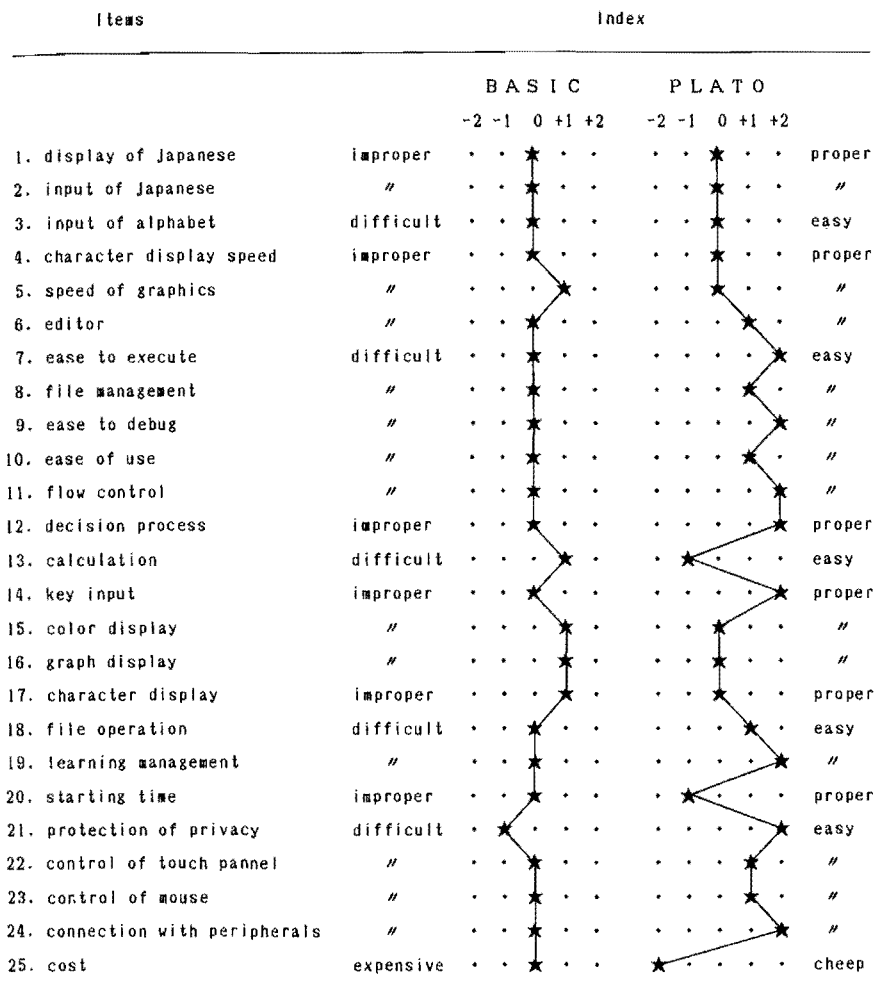 Items Index
BASIC PLATO
-2 -1 0 +1 +2 -2 -1 0 +1 +2
1. display of Japanese improper proper
2. input of Japanese 〃 〃
3. input of alphabet difficult easy
4. character display speed improper proper
5. speed of graphics 〃 〃
6. editor 〃 〃
7. ease to execute difficult easy
8. file management 〃 〃
9. ease to debug 〃 〃
10. ease of use 〃 〃
11. flow control 〃 〃
12. decision process improper proper
13. calculation difficult easy
14. key input improper proper
15. color display 〃 〃
16. graph display 〃 〃
17. character display improper proper
18. file operation difficult easy
19. learning management 〃 〃
20. starting time improper proper
21. protection of privacy difficult easy
22. control of touch pannel 〃 〃
23. control of mouse 〃 〃
24. connection with peripherals 〃 〃
25. cost expensive cheep